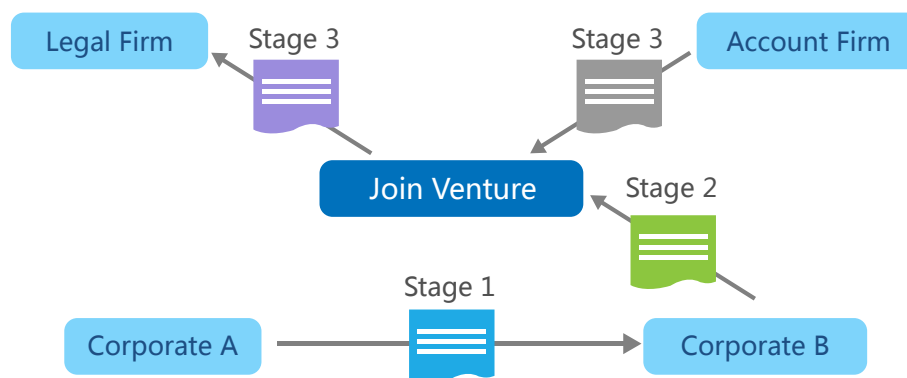 Legal Firm
Stage 3
Stage 3
Account Firm
Join Venture
Stage 2
Stage 1
Corporate A
Corporate B